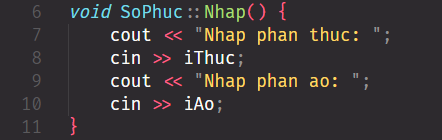 6 void SoPhuc::Nhap() {
7 cout << "Nhap phan thuc: ";
8 cin >> iThuc;
9 cout << "Nhap phan ao: ";
10 cin >> iAo;
11 }